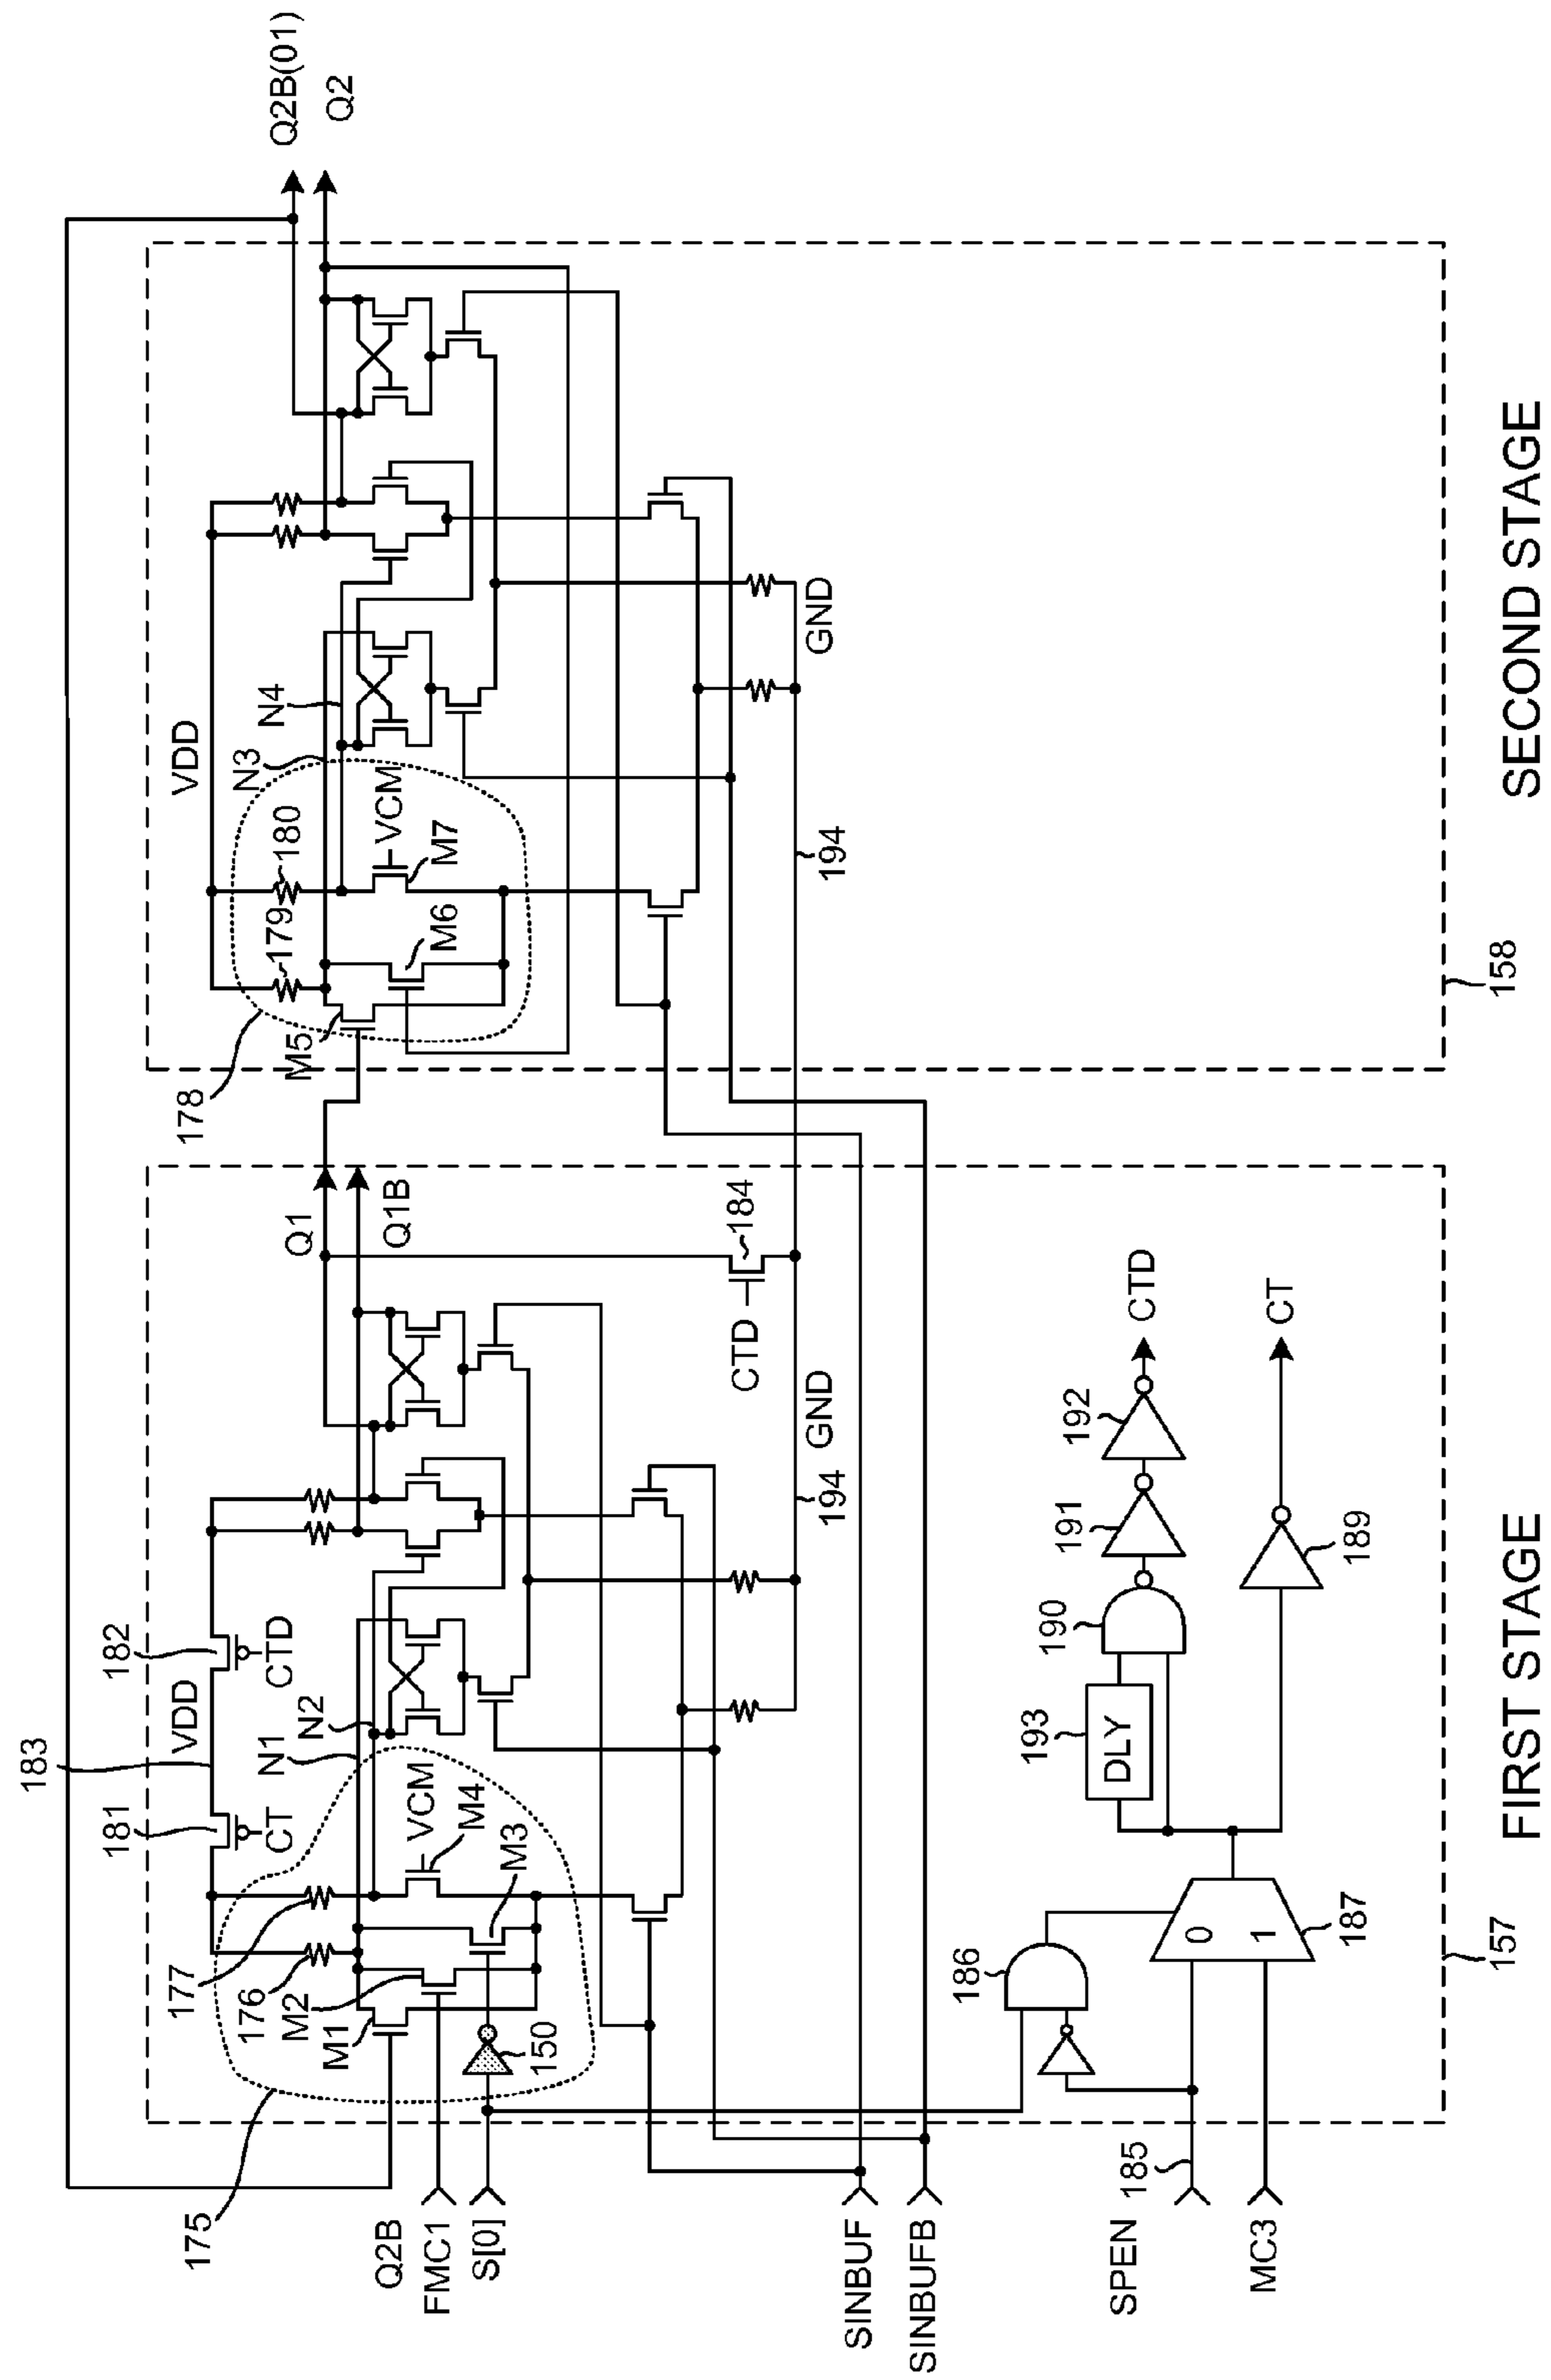 Q2B(01)
Q2
183
VDD
181
182
CT
CTD
177
176
N1
N2
175
M1
M2
M3
M4
VCM
150
Q1
Q1B
CTD
184
GND
194
178
VDD
179
180
N3
N4
M5
M6
M7
VCM
GND
194
Q2B
FMC1
S[0]
SINBUF
SINBUFB
SPEN
185
MC3
186
187
0
1
193
DLY
190
191
192
CTD
189
CT
157
158
FIRST STAGE
SECOND STAGE